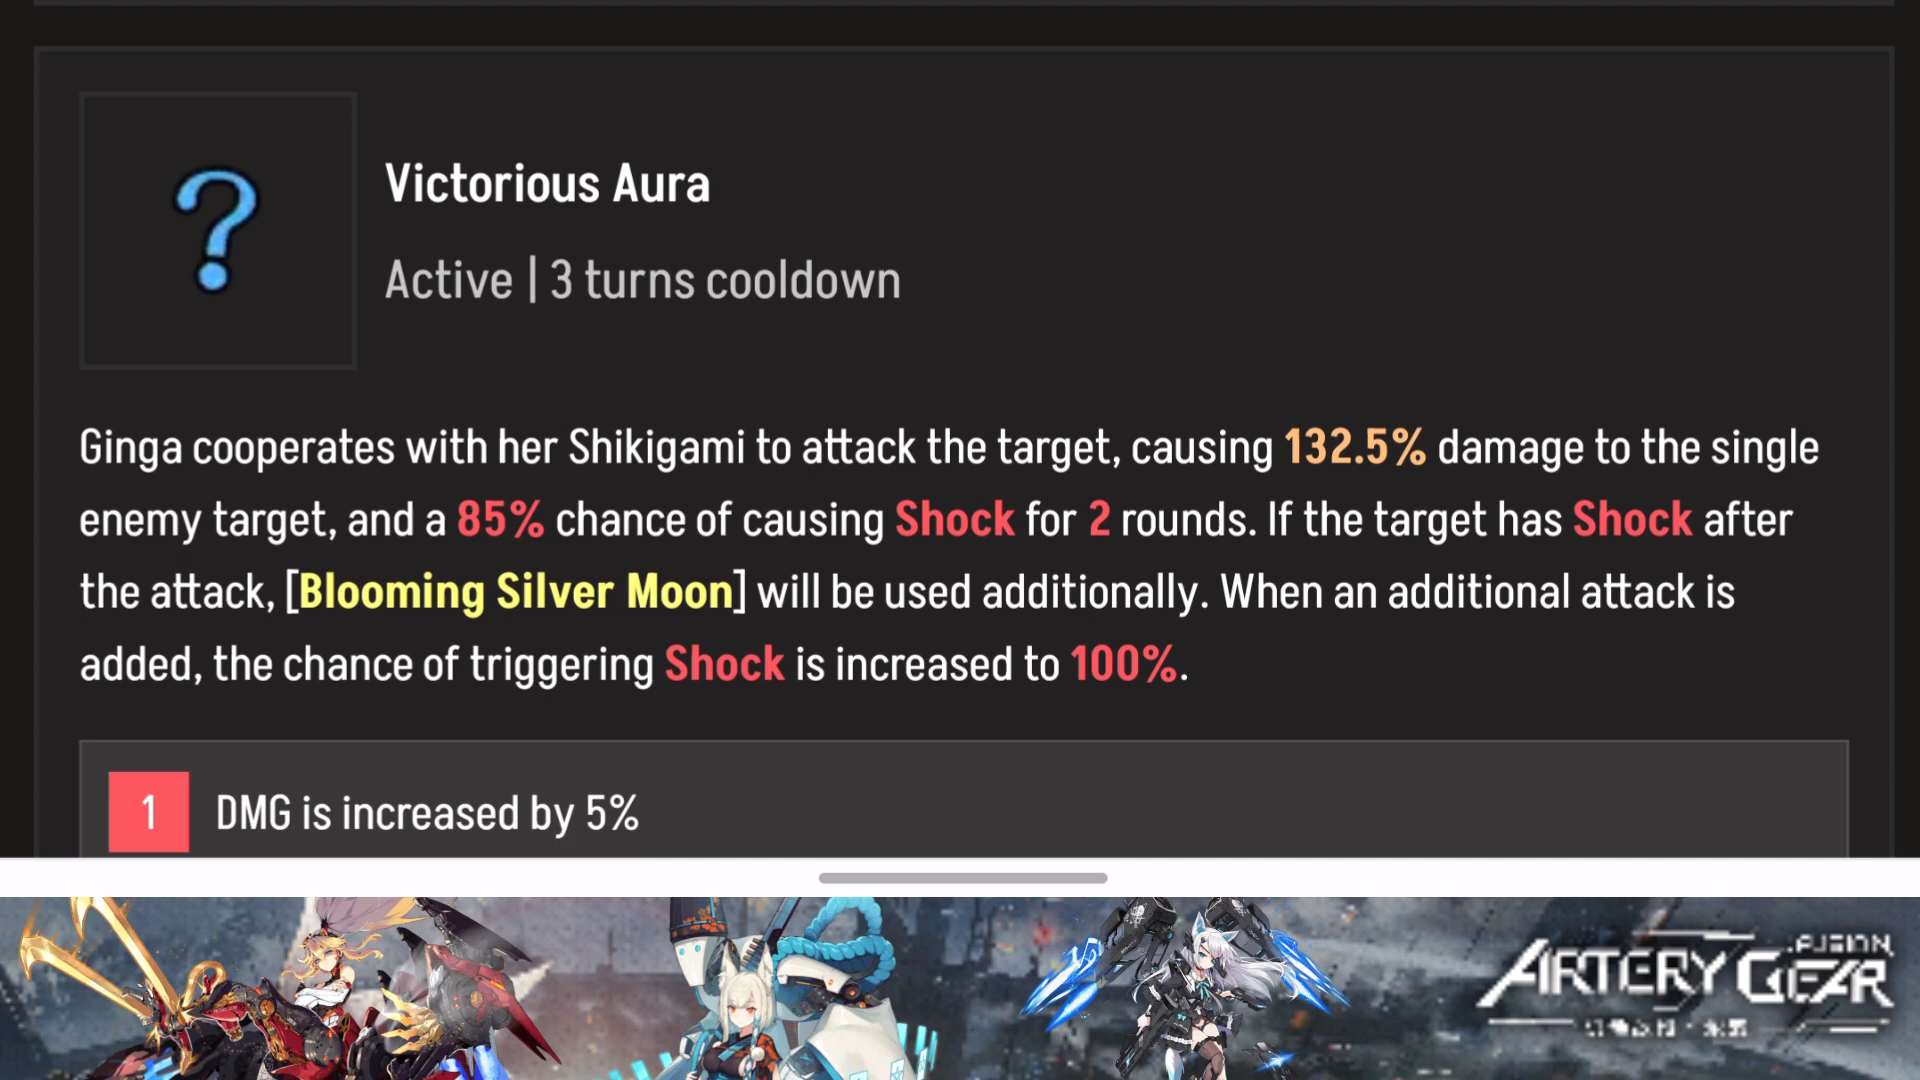 Victorious Aura
Active | 3 turns cooldown
Ginga cooperates with her Shikigami to attack the target, causing 132.5% damage to the single
enemy target, and a 85% chance of causing Shock for 2 rounds. If the target has Shock after
the attack, [Blooming Silver Moon] will be used additionally. When an additional attack is
added, the chance of triggering Shock is increased to 100%.
1 DMG is increased by 5%
ARTERY GEAR
FUSION